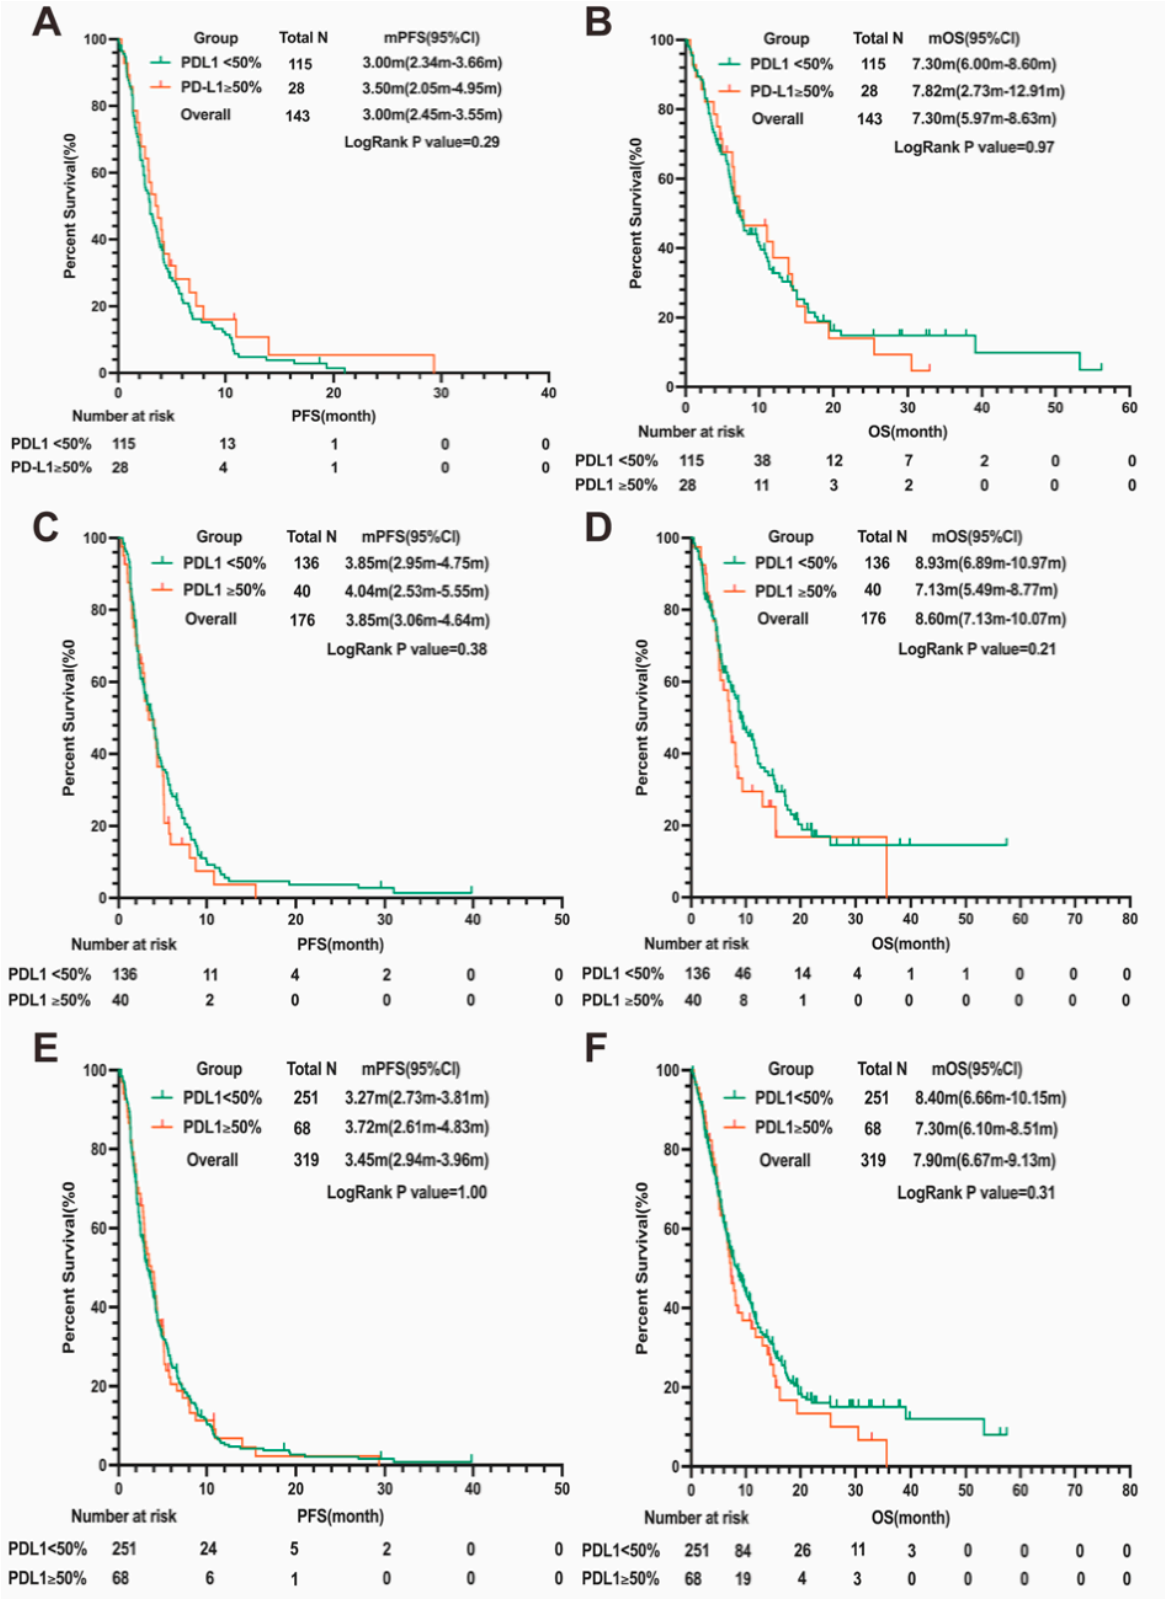 A
Group Total N mPFS(95%CI)
PDL1 <50% 115 3.00m(2.34m-3.66m)
PD-L1≥50% 28 3.50m(2.05m-4.95m)
Overall 143 3.00m(2.45m-3.55m)
LogRank P value=0.29
Percent Survival(%0
100
80
60
40
20
0
0 10 20 30 40
Number at risk PFS(month)
PDL1 <50% 115 13 1 0 0
PD-L1≥50% 28 4 1 0 0
B
Group Total N mOS(95%CI)
PDL1 <50% 115 7.30m(6.00m-8.60m)
PD-L1≥50% 28 7.82m(2.73m-12.91m)
Overall 143 7.30m(5.97m-8.63m)
LogRank P value=0.97
Percent Survival(%0
100
80
60
40
20
0
0 10 20 30 40 50 60
Number at risk OS(month)
PDL1 <50% 115 38 12 7 2 0 0
PDL1 ≥50% 28 11 3 2 0 0 0
C
Group Total N mPFS(95%CI)
PDL1 <50% 136 3.85m(2.95m-4.75m)
PDL1 ≥50% 40 4.04m(2.53m-5.55m)
Overall 176 3.85m(3.06m-4.64m)
LogRank P value=0.38
Percent Survival(%0
100
80
60
40
20
0
0 10 20 30 40 50
Number at risk PFS(month)
PDL1 <50% 136 11 4 2 0 0
PDL1 ≥50% 40 2 0 0 0 0
D
Group Total N mOS(95%CI)
PDL1 <50% 136 8.93m(6.89m-10.97m)
PDL1 ≥50% 40 7.13m(5.49m-8.77m)
Overall 176 8.60m(7.13m-10.07m)
LogRank P value=0.21
Percent Survival(%0
100
80
60
40
20
0
0 10 20 30 40 50 60 70 80
Number at risk OS(month)
PDL1 <50% 136 46 14 4 1 1 0 0 0
PDL1 ≥50% 40 8 1 0 0 0 0 0 0
E
Group Total N mPFS(95%CI)
PDL1<50% 251 3.27m(2.73m-3.81m)
PDL1≥50% 68 3.72m(2.61m-4.83m)
Overall 319 3.45m(2.94m-3.96m)
LogRank P value=1.00
Percent Survival(%0
100
80
60
40
20
0
0 10 20 30 40 50
Number at risk PFS(month)
PDL1<50% 251 24 5 2 0 0
PDL1≥50% 68 6 1 0 0 0
F
Group Total N mOS(95%CI)
PDL1<50% 251 8.40m(6.66m-10.15m)
PDL1≥50% 68 7.30m(6.10m-8.51m)
Overall 319 7.90m(6.67m-9.13m)
LogRank P value=0.31
Percent Survival(%0
100
80
60
40
20
0
0 10 20 30 40 50 60 70 80
Number at risk OS(month)
PDL1<50% 251 84 26 11 3 0 0 0 0
PDL1≥50% 68 19 4 3 0 0 0 0 0